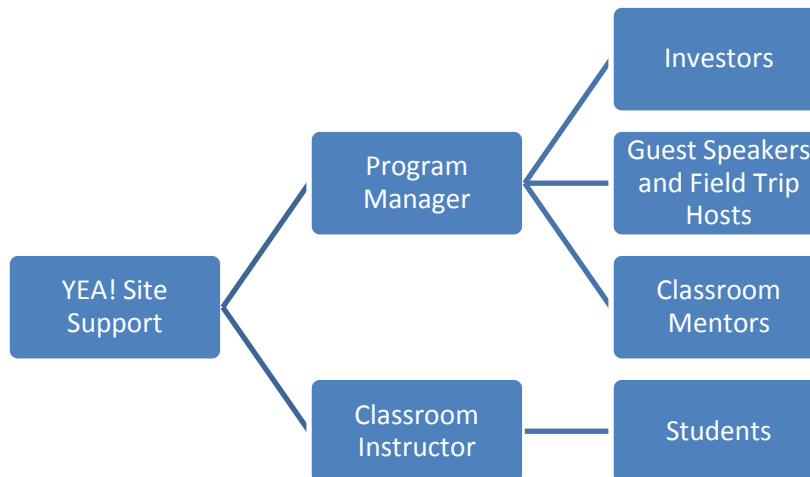 YEA! Site
Support
Program
Manager
Classroom
Instructor
Investors
Guest Speakers
and Field Trip
Hosts
Classroom
Mentors
Students